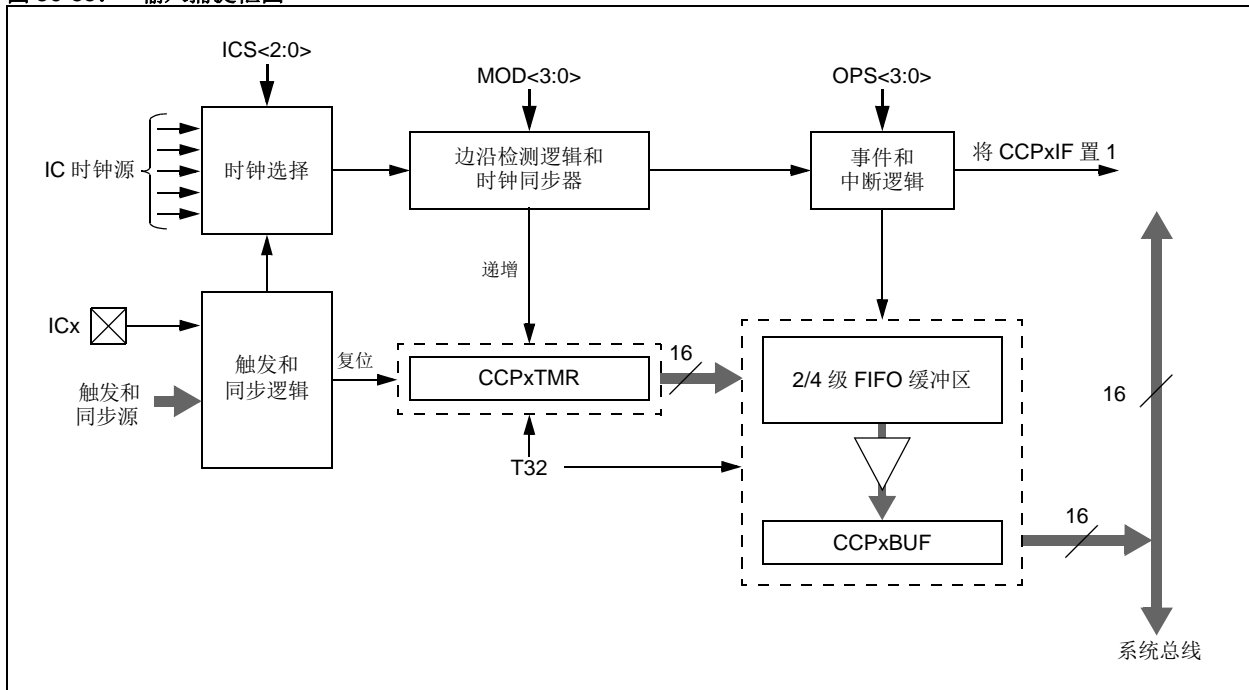 ICS<2:0>
MOD<3:0>
OPS<3:0>
IC 时钟源
时钟选择
边沿检测逻辑和
时钟同步器
事件和
中断逻辑
将 CCPxIF 置 1
递增
ICx
触发和
同步逻辑
复位
触发和
同步源
CCPxTMR
16
2/4 级 FIFO 缓冲区
16
T32
CCPxBUF
16
系统总线